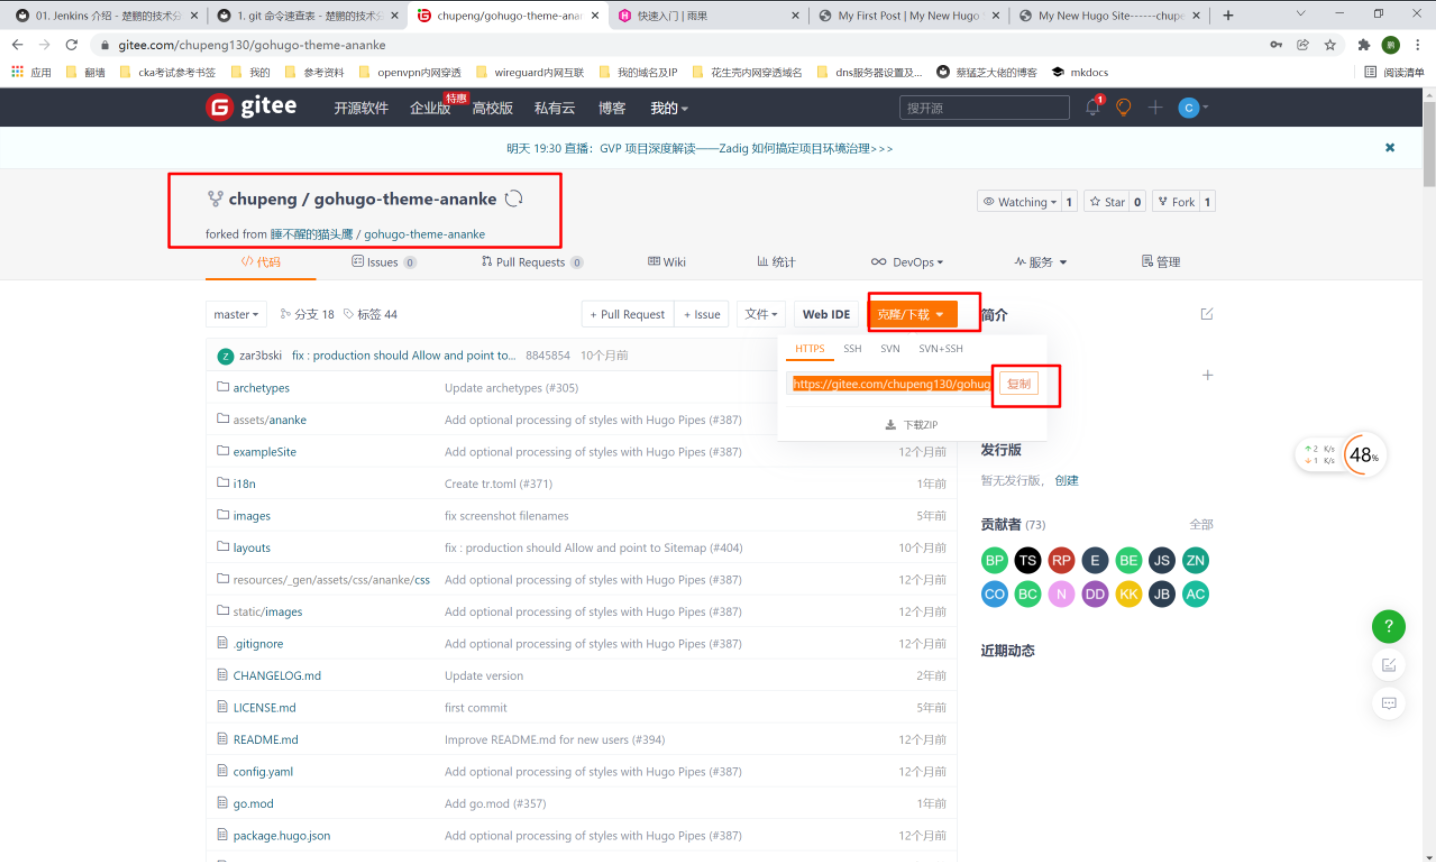 01. Jenkins 介绍 - 楚鹏的技术分
1. git 命令速查表 - 楚鹏的技术分
chupeng/gohugo-theme-anan
快速入门 | 雨果
My First Post | My New Hugo
My New Hugo Site------chupe
gitee.com/chupeng130/gohugo-theme-ananke
鹏
应用
翻墙
cka考试参考书签
我的
参考资料
openvpn内网穿透
wireguard内网互联
我的域名及IP
花生壳内网穿透域名
dns服务器设置及...
蔡猛芝大佬的博客
mkdocs
阅读清单
gitee
开源软件
企业版
特惠
高校版
私有云
博客
我的
搜开源
1
C
明天 19:30 直播：GVP 项目深度解读——Zadig 如何搞定项目环境治理>>>
chupeng / gohugo-theme-ananke
Watching 1
Star 0
Fork 1
forked from 睡不醒的猫头鹰 / gohugo-theme-ananke
代码
Issues 0
Pull Requests 0
Wiki
统计
DevOps
服务
管理
master
分支 18
标签 44
+ Pull Request
+ Issue
文件
Web IDE
克隆/下载
简介
HTTPS
SSH
SVN
SVN+SSH
https://gitee.com/chupeng130/gohug
复制
下载ZIP
Z zar3bski fix : production should Allow and point to... 8845854 10个月前
archetypes Update archetypes (#305)
assets/ananke Add optional processing of styles with Hugo Pipes (#387)
exampleSite Add optional processing of styles with Hugo Pipes (#387) 12个月前
i18n Create tr.toml (#371) 1年前
images fix screenshot filenames 5年前
layouts fix : production should Allow and point to Sitemap (#404) 10个月前
resources/_gen/assets/css/ananke/css Add optional processing of styles with Hugo Pipes (#387) 12个月前
static/images Add optional processing of styles with Hugo Pipes (#387) 12个月前
.gitignore Add optional processing of styles with Hugo Pipes (#387) 12个月前
CHANGELOG.md Update version 2年前
LICENSE.md first commit 5年前
README.md Improve README.md for new users (#394) 12个月前
config.yaml Add optional processing of styles with Hugo Pipes (#387) 12个月前
go.mod Add go.mod (#357) 1年前
package.hugo.json Add optional processing of styles with Hugo Pipes (#387) 12个月前
发行版
暂无发行版， 创建
贡献者 (73) 全部
BP TS RP E BE JS ZN
CO BC N DD KK JB AC
近期动态
2 K/s
1 K/s
48%
?